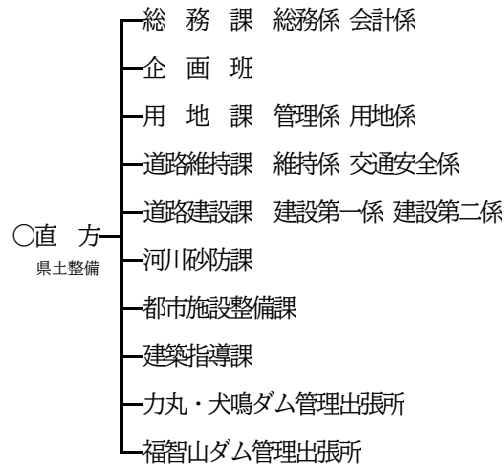 総　務　課　総務係 会計係
企　画　班
用　地　課　管理係 用地係
道路維持課　維持係 交通安全係
道路建設課　建設第一係 建設第二係
〇直　方
県土整備
河川砂防課
都市施設整備課
建築指導課
力丸・犬鳴ダム管理出張所
福智山ダム管理出張所